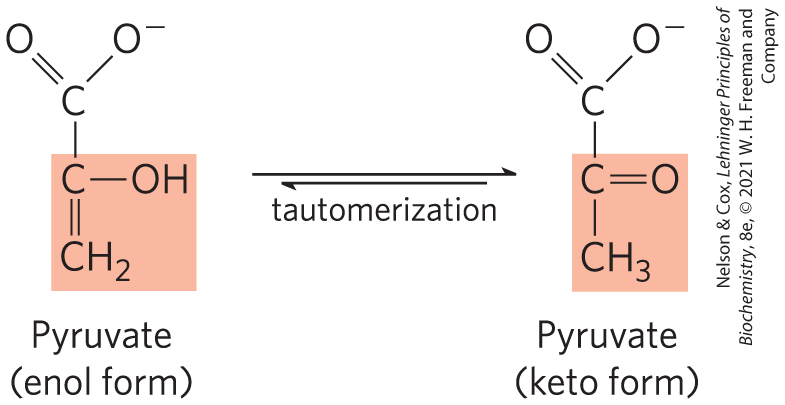 O O⁻
C
C—OH
CH₂
Pyruvate
(enol form)
tautomerization
O O⁻
C
C=O
CH₃
Pyruvate
(keto form)
Nelson & Cox, Lehninger Principles of
Biochemistry, 8e, © 2021 W. H. Freeman and
Company